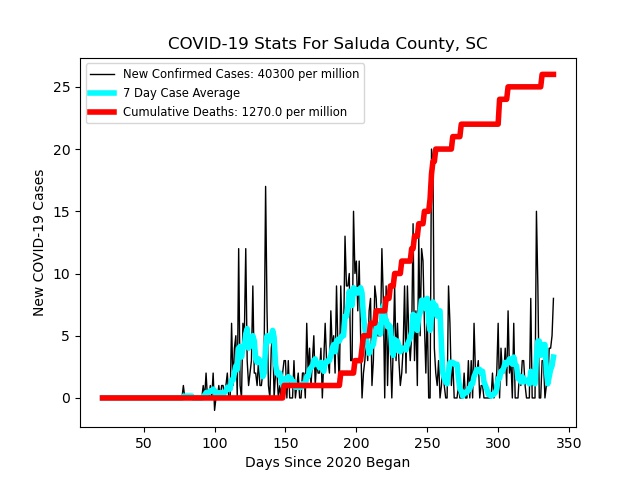 COVID-19 Stats For Saluda County, SC
New Confirmed Cases: 40300 per million
7 Day Case Average
Cumulative Deaths: 1270.0 per million
New COVID-19 Cases
25
20
15
10
5
0
50 100 150 200 250 300 350
Days Since 2020 Began